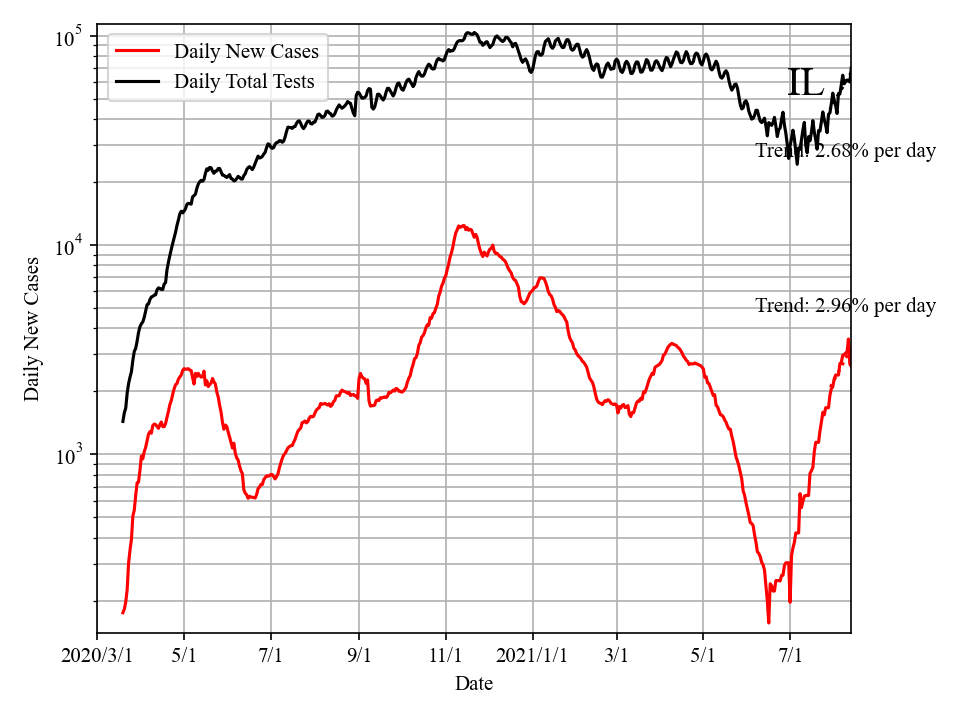 10^5
Daily New Cases
Daily Total Tests
IL
Trend: 2.68% per day
10^4
Trend: 2.96% per day
10^3
Daily New Cases
2020/3/1 5/1 7/1 9/1 11/1 2021/1/1 3/1 5/1 7/1
Date